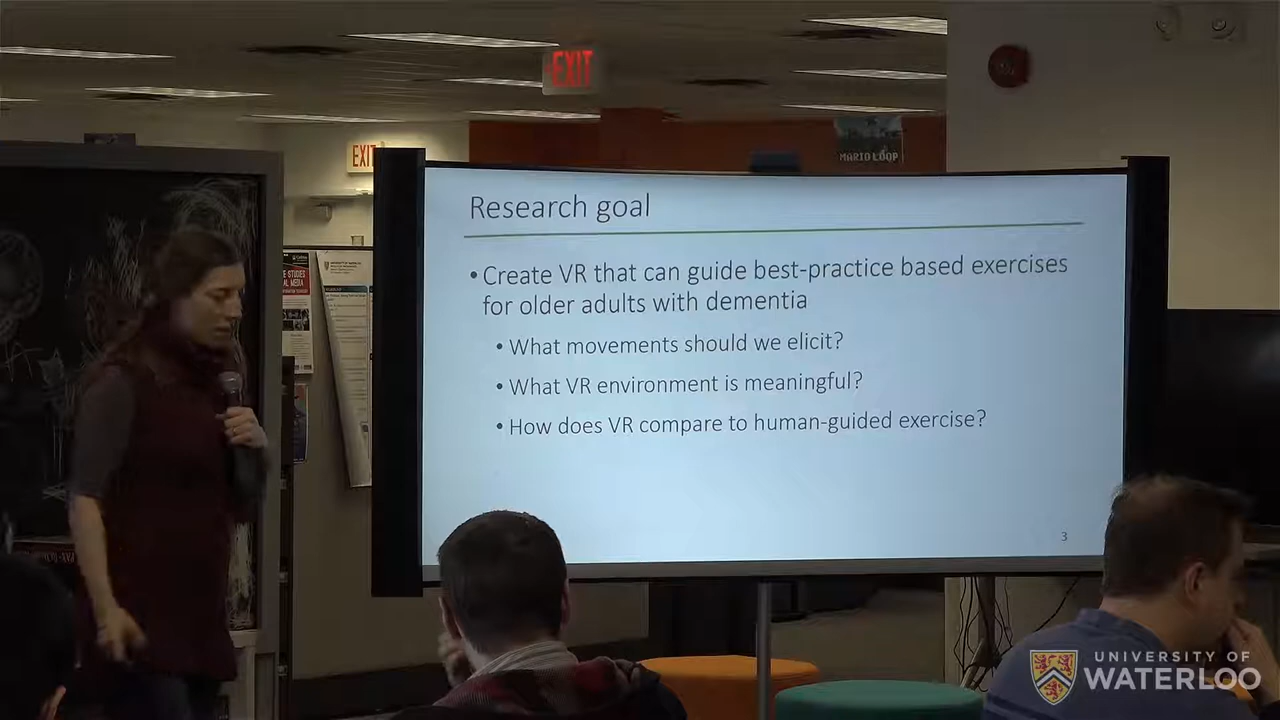 EXIT
EXIT
MARIO LOOP
Research goal
• Create VR that can guide best-practice based exercises
for older adults with dementia
• What movements should we elicit?
• What VR environment is meaningful?
• How does VR compare to human-guided exercise?
3
UNIVERSITY OF
WATERLOO